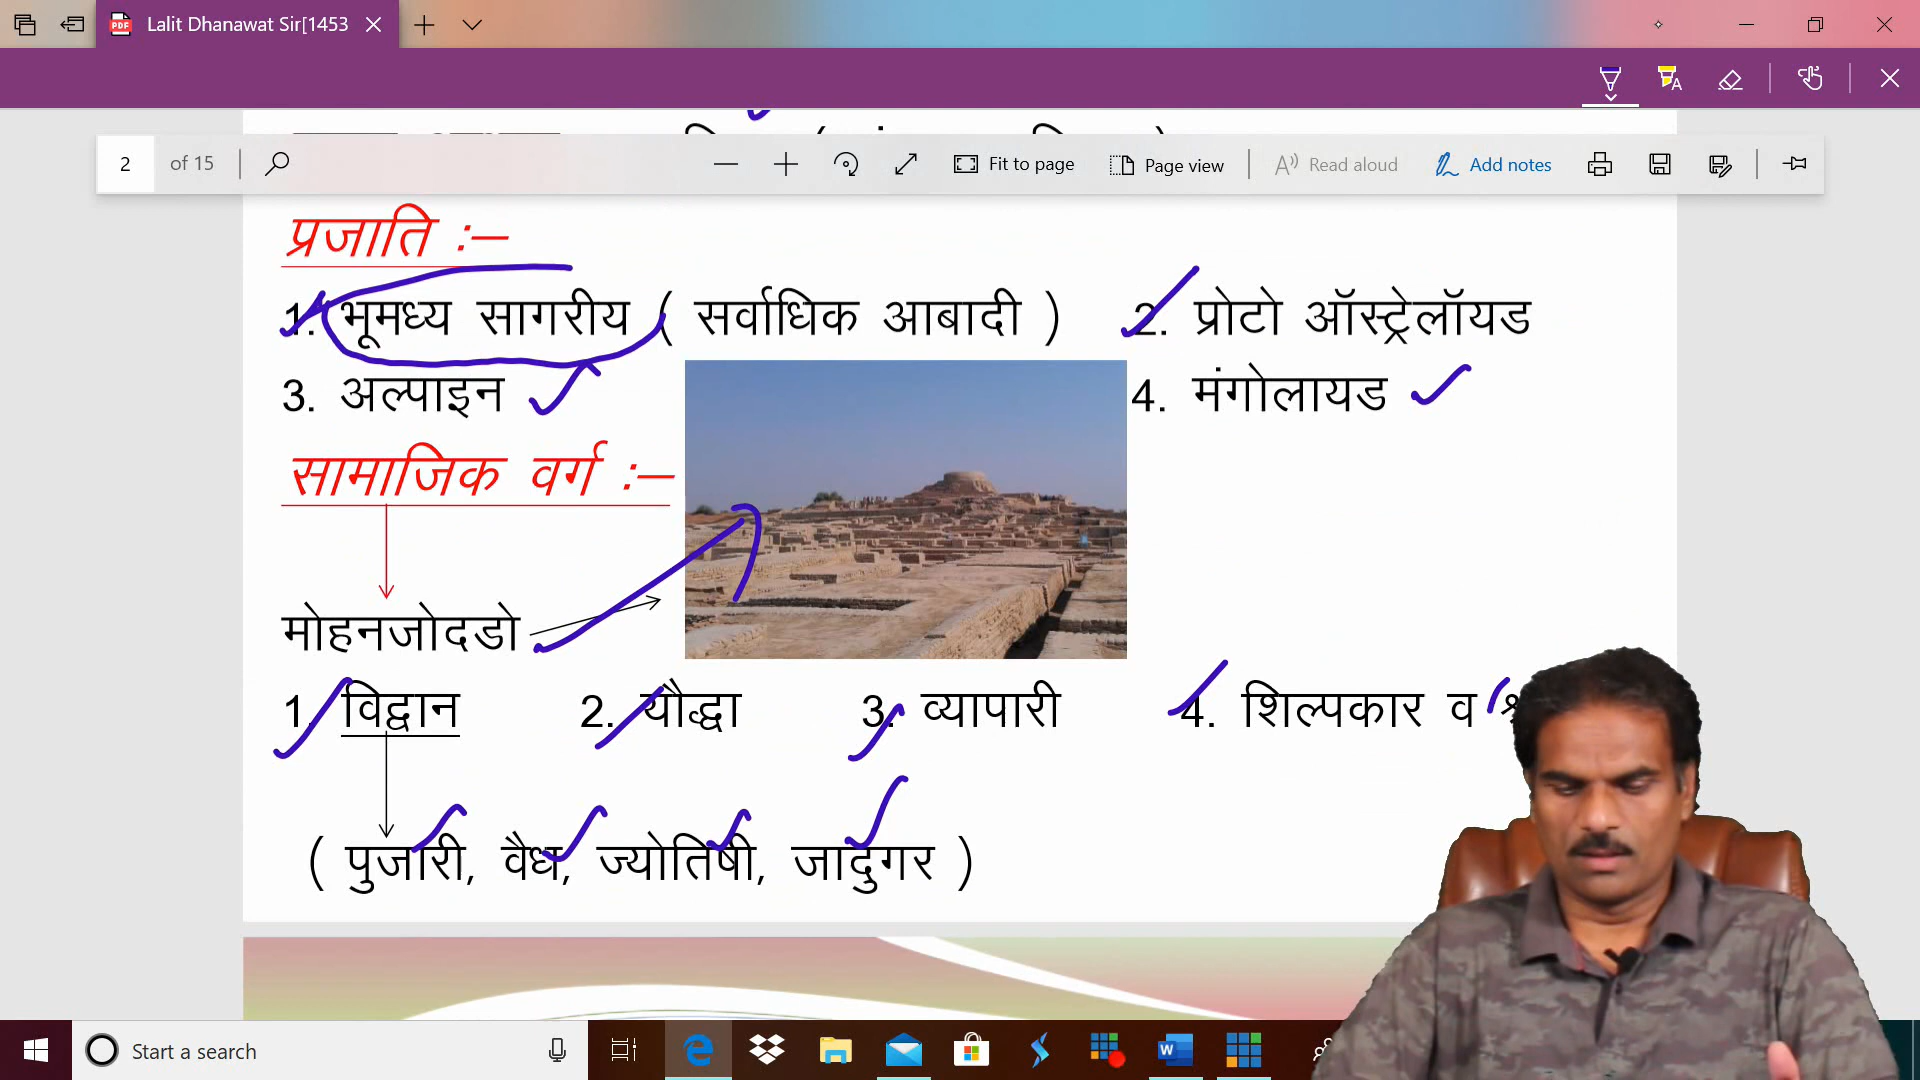 Lalit Dhanawat Sir[1453
2 of 15 Fit to page Page view Read aloud Add notes
प्रजाति :—
1. भूमध्य सागरीय ( सर्वाधिक आबादी ) 2. प्रोटो ऑस्ट्रेलॉयड
3. अल्पाइन 4. मंगोलायड
सामाजिक वर्ग :—
मोहनजोदडो
1. विद्वान 2. यौद्धा 3. व्यापारी 4. शिल्पकार व
( पुजारी, वैध, ज्योतिषी, जादुगर )
Start a search